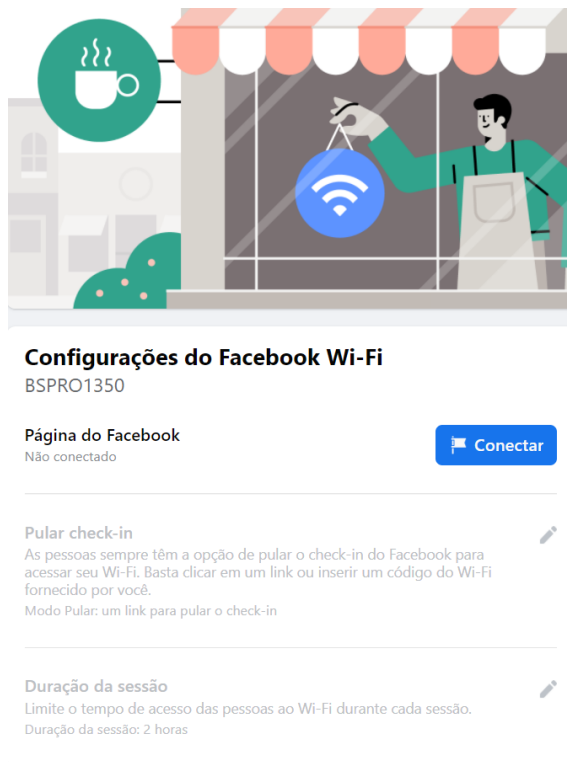 Configurações do Facebook Wi-Fi
BSPRO1350
Página do Facebook
Não conectado
Conectar
Pular check-in
As pessoas sempre têm a opção de pular o check-in do Facebook para
acessar seu Wi-Fi. Basta clicar em um link ou inserir um código do Wi-Fi
fornecido por você.
Modo Pular: um link para pular o check-in
Duração da sessão
Limite o tempo de acesso das pessoas ao Wi-Fi durante cada sessão.
Duração da sessão: 2 horas